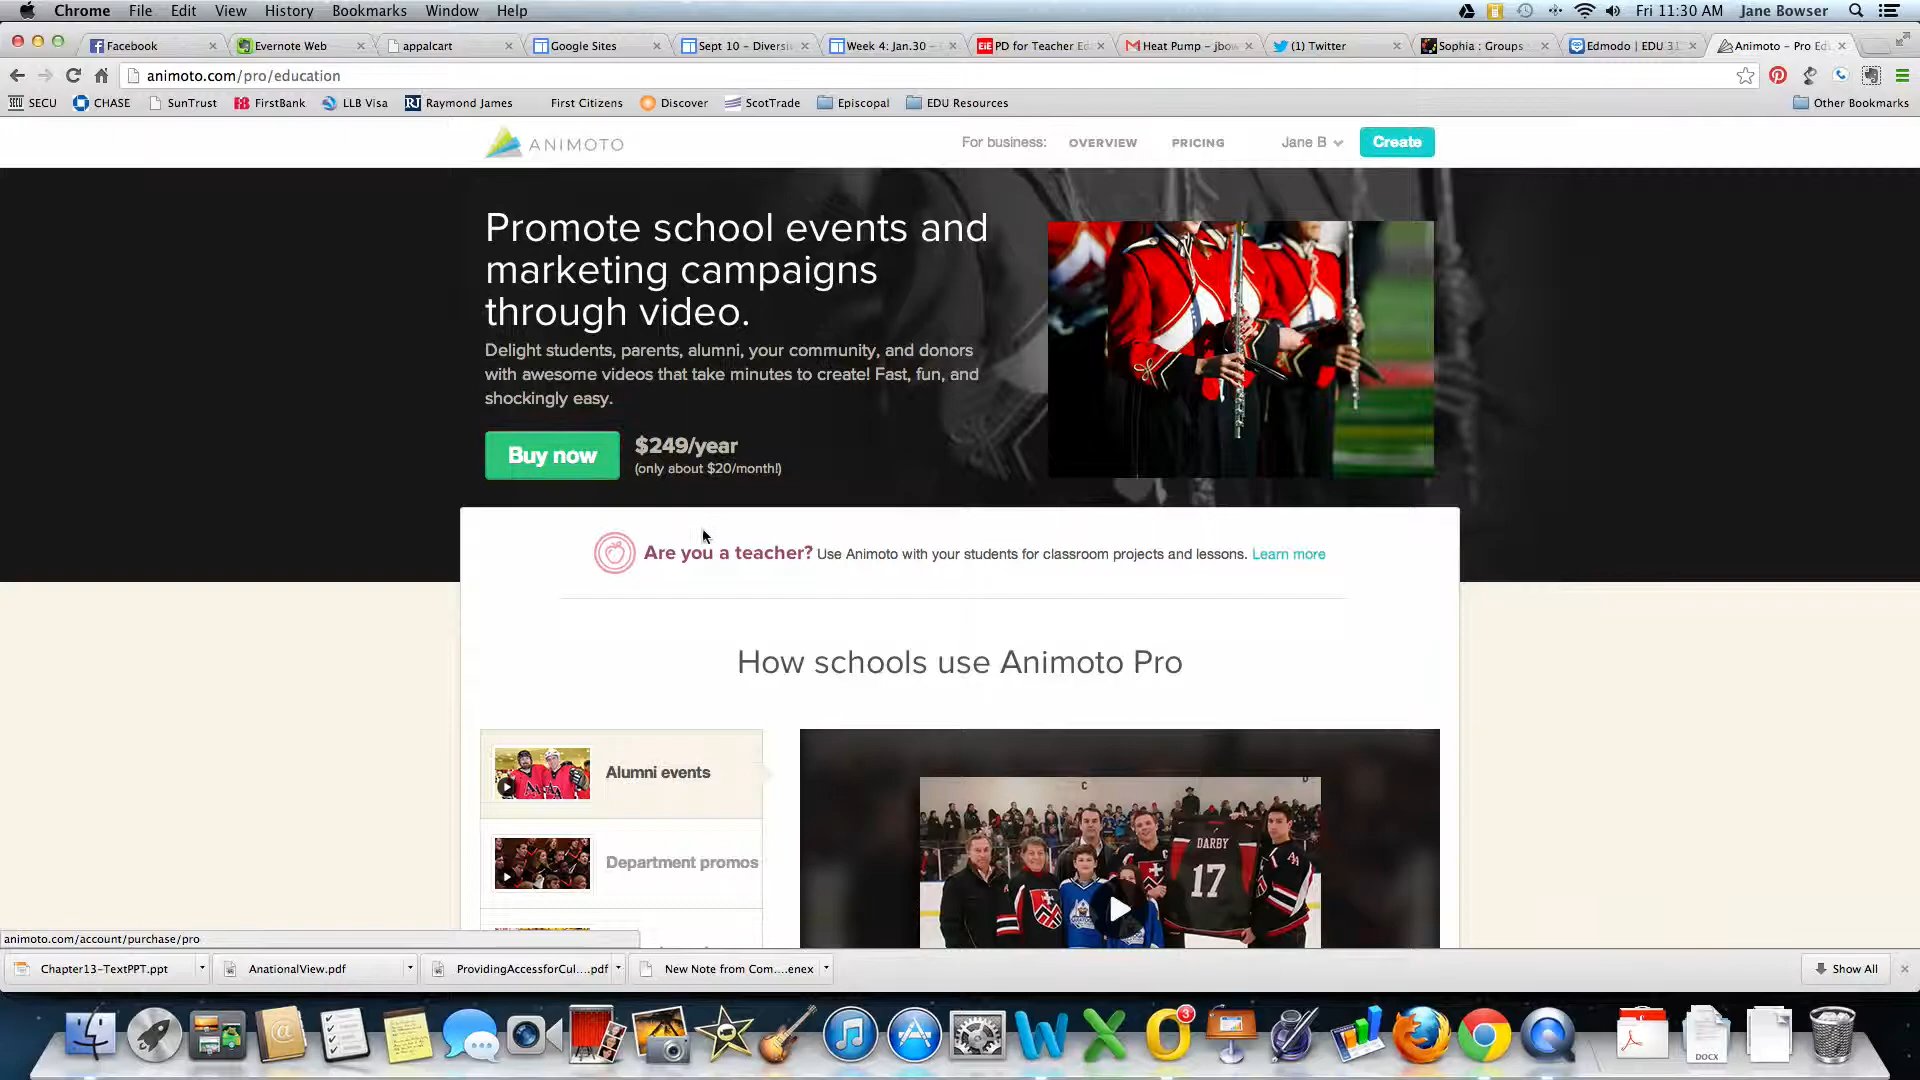 Chrome File Edit View History Bookmarks Window Help Fri 11:30 AM Jane Bowser
Facebook Evernote Web appalcart Google Sites Sept 10 - Diversi Week 4: Jan.30 - PD for Teacher Ed Heat Pump - jbow (1) Twitter Sophia : Groups Edmodo | EDU 31 Animoto - Pro Ed
animoto.com/pro/education
SECU CHASE SunTrust FirstBank LLB Visa RJ Raymond James First Citizens Discover ScotTrade Episcopal EDU Resources Other Bookmarks
ANIMOTO For business: OVERVIEW PRICING Jane B Create
Promote school events and
marketing campaigns
through video.
Delight students, parents, alumni, your community, and donors
with awesome videos that take minutes to create! Fast, fun, and
shockingly easy.
Buy now $249/year
(only about $20/month!)
Are you a teacher? Use Animoto with your students for classroom projects and lessons. Learn more
How schools use Animoto Pro
Alumni events
Department promos
DARBY
17
animoto.com/account/purchase/pro
Chapter13-TextPPT.ppt AnationalView.pdf ProvidingAccessforCul....pdf New Note from Com....enex Show All
3
DOCX